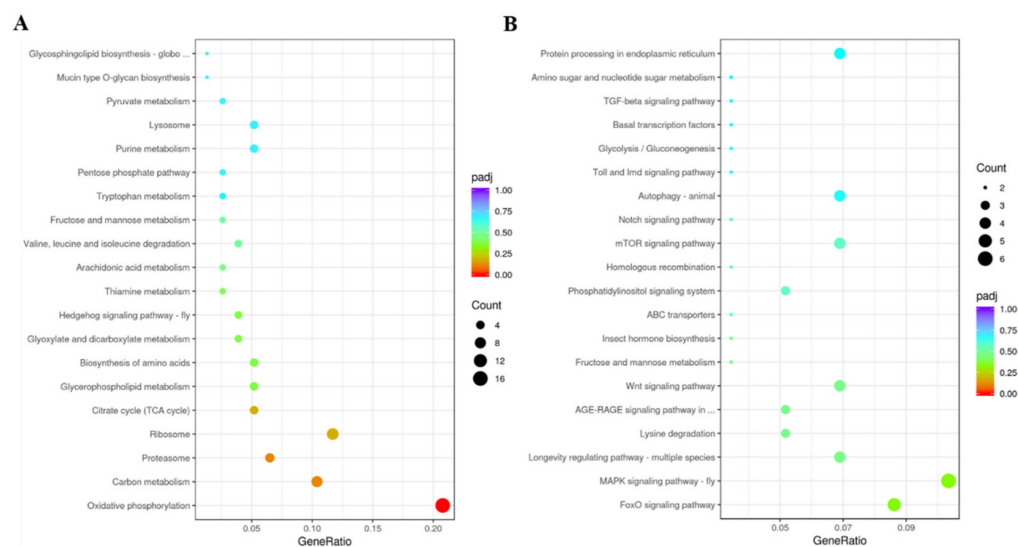 A
Glycosphingolipid biosynthesis - globo ...
Mucin type O-glycan biosynthesis
Pyruvate metabolism
Lysosome
Purine metabolism
Pentose phosphate pathway
Tryptophan metabolism
Fructose and mannose metabolism
Valine, leucine and isoleucine degradation
Arachidonic acid metabolism
Thiamine metabolism
Hedgehog signaling pathway - fly
Glyoxylate and dicarboxylate metabolism
Biosynthesis of amino acids
Glycerophospholipid metabolism
Citrate cycle (TCA cycle)
Ribosome
Proteasome
Carbon metabolism
Oxidative phosphorylation
0.05 0.10 0.15 0.20
GeneRatio
padj
1.00
0.75
0.50
0.25
0.00
Count
4
8
12
16
B
Protein processing in endoplasmic reticulum
Amino sugar and nucleotide sugar metabolism
TGF-beta signaling pathway
Basal transcription factors
Glycolysis / Gluconeogenesis
Toll and Imd signaling pathway
Autophagy - animal
Notch signaling pathway
mTOR signaling pathway
Homologous recombination
Phosphatidylinositol signaling system
ABC transporters
Insect hormone biosynthesis
Fructose and mannose metabolism
Wnt signaling pathway
AGE-RAGE signaling pathway in ...
Lysine degradation
Longevity regulating pathway - multiple species
MAPK signaling pathway - fly
FoxO signaling pathway
0.05 0.07 0.09
GeneRatio
Count
2
3
4
5
6
padj
1.00
0.75
0.50
0.25
0.00